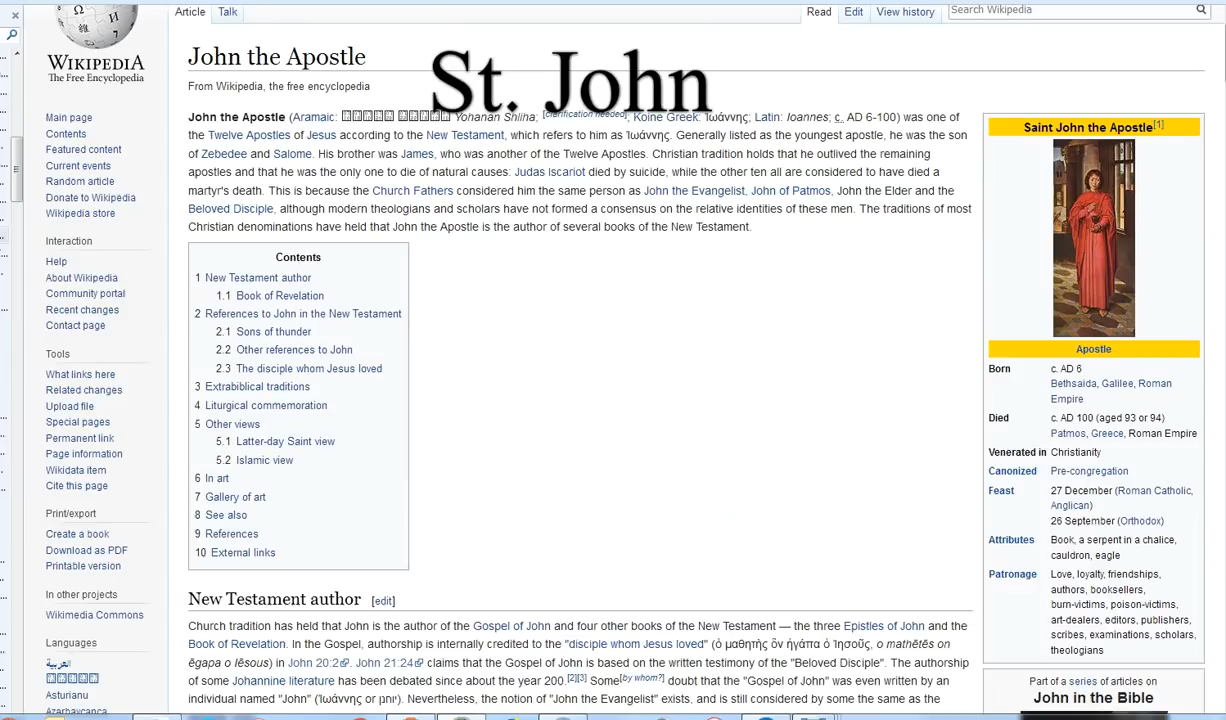 Article Talk Read Edit View history Search Wikipedia
WIKIPEDIA
The Free Encyclopedia
Main page
Contents
Featured content
Current events
Random article
Donate to Wikipedia
Wikipedia store
Interaction
Help
About Wikipedia
Community portal
Recent changes
Contact page
Tools
What links here
Related changes
Upload file
Special pages
Permanent link
Page information
Wikidata item
Cite this page
Print/export
Create a book
Download as PDF
Printable version
In other projects
Wikimedia Commons
Languages
العربية
Asturianu
Azərbaycanca
John the Apostle
St. John
From Wikipedia, the free encyclopedia
John the Apostle (Aramaic: Yohanan Shliha; [clarification needed]; Koine Greek: Ἰωάννης; Latin: Ioannes; c. AD 6-100) was one of
the Twelve Apostles of Jesus according to the New Testament, which refers to him as Ἰωάννης. Generally listed as the youngest apostle, he was the son
of Zebedee and Salome. His brother was James, who was another of the Twelve Apostles. Christian tradition holds that he outlived the remaining
apostles and that he was the only one to die of natural causes: Judas Iscariot died by suicide, while the other ten all are considered to have died a
martyr's death. This is because the Church Fathers considered him the same person as John the Evangelist, John of Patmos, John the Elder and the
Beloved Disciple, although modern theologians and scholars have not formed a consensus on the relative identities of these men. The traditions of most
Christian denominations have held that John the Apostle is the author of several books of the New Testament.
Contents
1 New Testament author
1.1 Book of Revelation
2 References to John in the New Testament
2.1 Sons of thunder
2.2 Other references to John
2.3 The disciple whom Jesus loved
3 Extrabiblical traditions
4 Liturgical commemoration
5 Other views
5.1 Latter-day Saint view
5.2 Islamic view
6 In art
7 Gallery of art
8 See also
9 References
10 External links
New Testament author [edit]
Church tradition has held that John is the author of the Gospel of John and four other books of the New Testament — the three Epistles of John and the
Book of Revelation. In the Gospel, authorship is internally credited to the "disciple whom Jesus loved" (ὁ μαθητὴς ὃν ἠγάπα ὁ Ἰησοῦς, o mathētēs on
ēgapa o Iēsous) in John 20:2. John 21:24 claims that the Gospel of John is based on the written testimony of the "Beloved Disciple". The authorship
of some Johannine literature has been debated since about the year 200.[2][3] Some[by whom?] doubt that the "Gospel of John" was even written by an
individual named "John" (Ἰωάννης or יוחנן). Nevertheless, the notion of "John the Evangelist" exists, and is still considered by some the same as the
Saint John the Apostle[1]
Apostle
Born c. AD 6
Bethsaida, Galilee, Roman
Empire
Died c. AD 100 (aged 93 or 94)
Patmos, Greece, Roman Empire
Venerated in Christianity
Canonized Pre-congregation
Feast 27 December (Roman Catholic,
Anglican)
26 September (Orthodox)
Attributes Book, a serpent in a chalice,
cauldron, eagle
Patronage Love, loyalty, friendships,
authors, booksellers,
burn-victims, poison-victims,
art-dealers, editors, publishers,
scribes, examinations, scholars,
theologians
Part of a series of articles on
John in the Bible